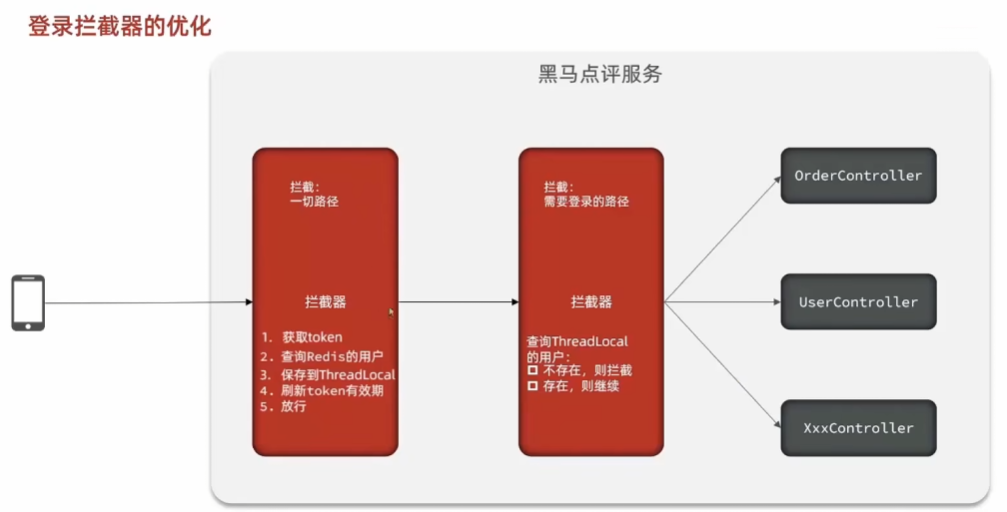 登录拦截器的优化
黑马点评服务
拦截：
一切路径
拦截器
1. 获取token
2. 查询Redis的用户
3. 保存到ThreadLocal
4. 刷新token有效期
5. 放行
拦截：
需要登录的路径
拦截器
查询ThreadLocal
的用户：
不存在，则拦截
存在，则继续
OrderController
UserController
XxxController